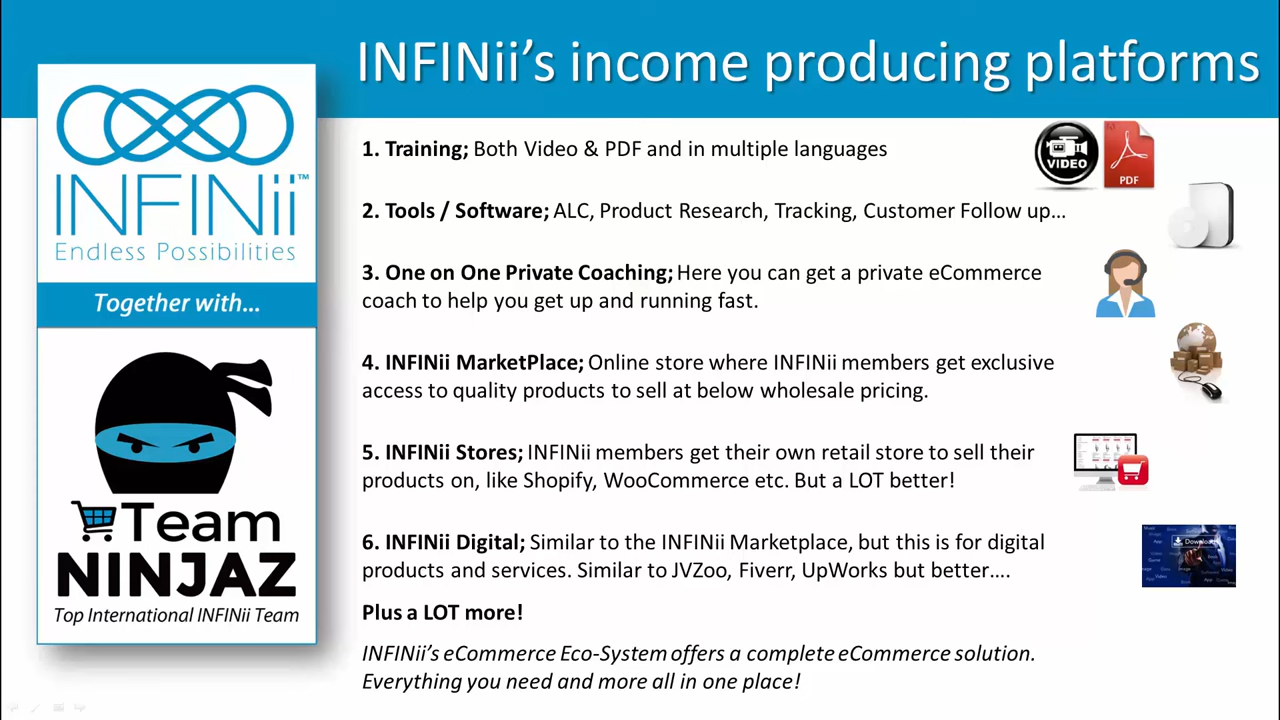 INFINii’s income producing platforms
INFINii™
Endless Possibilities
Together with...
Team
NINJAZ
Top International INFINii Team
1. Training; Both Video & PDF and in multiple languages
VIDEO
PDF
2. Tools / Software; ALC, Product Research, Tracking, Customer Follow up...
3. One on One Private Coaching; Here you can get a private eCommerce
coach to help you get up and running fast.
4. INFINii MarketPlace; Online store where INFINii members get exclusive
access to quality products to sell at below wholesale pricing.
5. INFINii Stores; INFINii members get their own retail store to sell their
products on, like Shopify, WooCommerce etc. But a LOT better!
6. INFINii Digital; Similar to the INFINii Marketplace, but this is for digital
products and services. Similar to JVZoo, Fiverr, UpWorks but better....
Download
Plus a LOT more!
INFINii’s eCommerce Eco-System offers a complete eCommerce solution.
Everything you need and more all in one place!